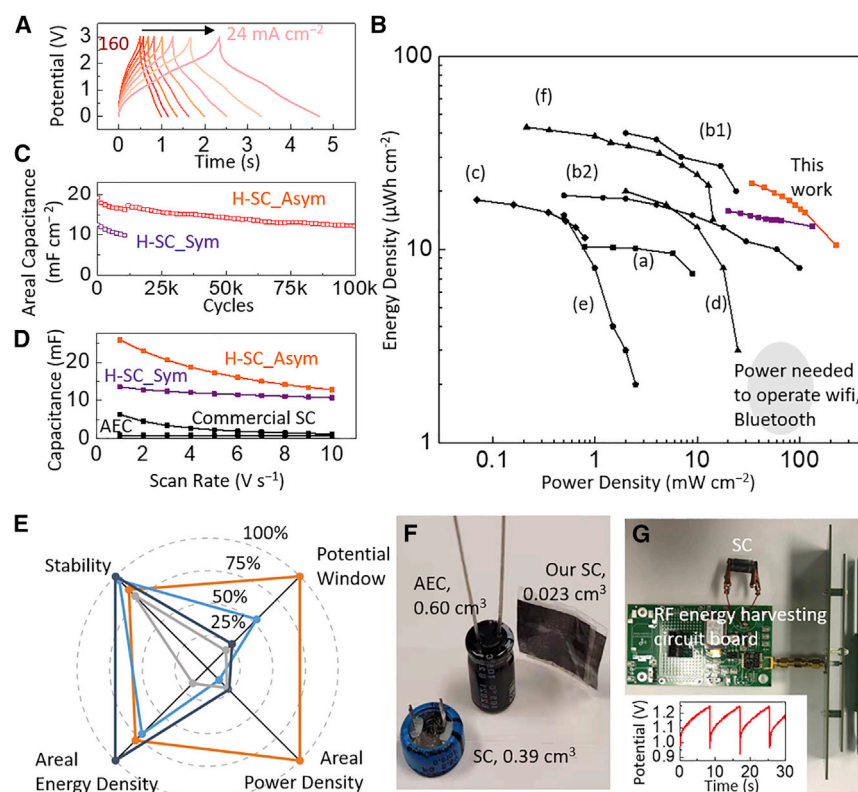 A
160
24 mA cm⁻²
Potential (V)
3
2
1
0
0
1
2
3
4
5
Time (s)
B
100
10
1
Energy Density (µWh cm⁻²)
(f)
(b1)
(c)
(b2)
This
work
(a)
(e)
(d)
Power needed
to operate wifi,
Bluetooth
0.1
1
10
100
Power Density (mW cm⁻²)
C
Areal Capacitance
(mF cm⁻²)
20
10
0
H-SC_Asym
H-SC_Sym
0
25k
50k
75k
100k
Cycles
D
Capacitance (mF)
20
10
0
H-SC_Asym
H-SC_Sym
AEC
Commercial SC
2
4
6
8
10
Scan Rate (V s⁻¹)
E
100%
75%
50%
25%
Stability
Potential
Window
Areal
Energy Density
Areal
Power Density
F
AEC,
0.60 cm³
Our SC,
0.023 cm³
SC, 0.39 cm³
G
SC
RF energy harvesting
circuit board
Potential (V)
1.2
1.1
1.0
0.9
0
10
20
30
Time (s)